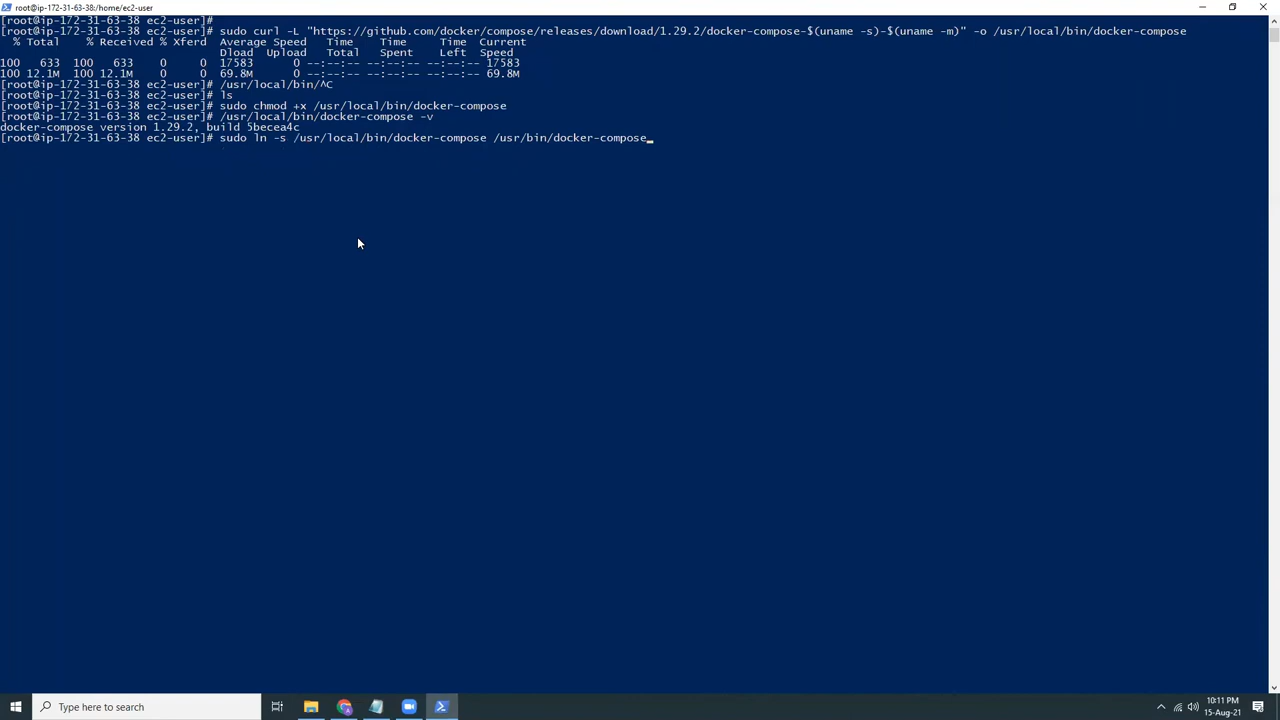 root@ip-172-31-63-38:/home/ec2-user
[root@ip-172-31-63-38 ec2-user]#
[root@ip-172-31-63-38 ec2-user]# sudo curl -L "https://github.com/docker/compose/releases/download/1.29.2/docker-compose-$(uname -s)-$(uname -m)" -o /usr/local/bin/docker-compose
% Total % Received % Xferd Average Speed Time Time Time Current
Dload Upload Total Spent Left Speed
100 633 100 633 0 0 17583 0 --:--:-- --:--:-- --:--:-- 17583
100 12.1M 100 12.1M 0 0 69.8M 0 --:--:-- --:--:-- --:--:-- 69.8M
[root@ip-172-31-63-38 ec2-user]# /usr/local/bin/^C
[root@ip-172-31-63-38 ec2-user]# ls
[root@ip-172-31-63-38 ec2-user]# sudo chmod +x /usr/local/bin/docker-compose
[root@ip-172-31-63-38 ec2-user]# /usr/local/bin/docker-compose -v
docker-compose version 1.29.2, build 5becea4c
[root@ip-172-31-63-38 ec2-user]# sudo ln -s /usr/local/bin/docker-compose /usr/bin/docker-compose
Type here to search
10:11 PM
15-Aug-21